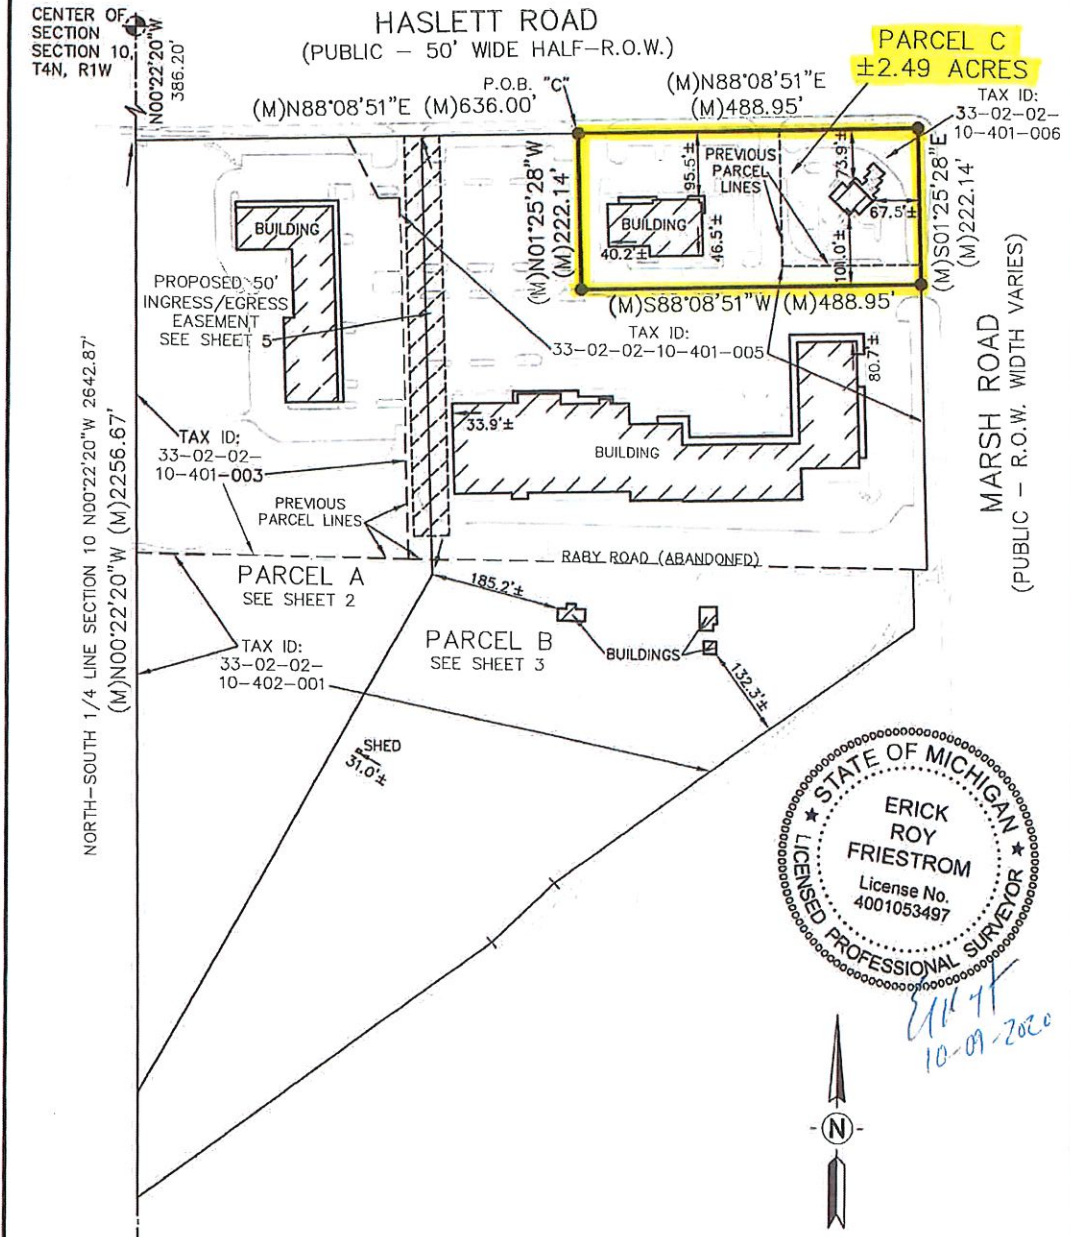 CENTER OF
SECTION
SECTION 10,
T4N, R1W
N00°22'20"W
386.20'
HASLETT ROAD
(PUBLIC - 50' WIDE HALF-R.O.W.)
PARCEL C
±2.49 ACRES
P.O.B. "C"
(M)N88°08'51"E (M)636.00'
(M)N88°08'51"E
(M)488.95'
TAX ID:
33-02-02-
10-401-006
(M)N01°25'28"W
(M)222.14'
PREVIOUS
PARCEL
LINES
95.5'±
73.9'±
67.5'±
BUILDING
40.2'±
46.5'±
101.0'±
(M)S01°25'28"E
(M)222.14'
BUILDING
PROPOSED 50'
INGRESS/EGRESS
EASEMENT
SEE SHEET 5
(M)S88°08'51"W (M)488.95'
TAX ID:
33-02-02-10-401-005
80.7'±
MARSH ROAD
(PUBLIC - R.O.W. WIDTH VARIES)
NORTH-SOUTH 1/4 LINE SECTION 10 N00°22'20"W 2642.87'
(M)N00°22'20"W (M)2256.67'
33.9'±
BUILDING
TAX ID:
33-02-02-
10-401-003
PREVIOUS
PARCEL LINES
RABY ROAD (ABANDONED)
PARCEL A
SEE SHEET 2
185.2'±
PARCEL B
SEE SHEET 3
BUILDINGS
132.3'±
TAX ID:
33-02-02-
10-402-001
SHED
31.0'±
STATE OF MICHIGAN
ERICK
ROY
FRIESTROM
License No.
4001053497
LICENSED PROFESSIONAL SURVEYOR
10-09-2020
N